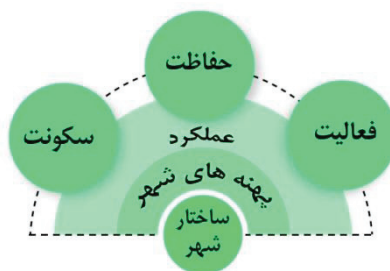 حفاظت
فعالیت
سکونت
عملکرد
پهنه های شهر
ساختار
شهر